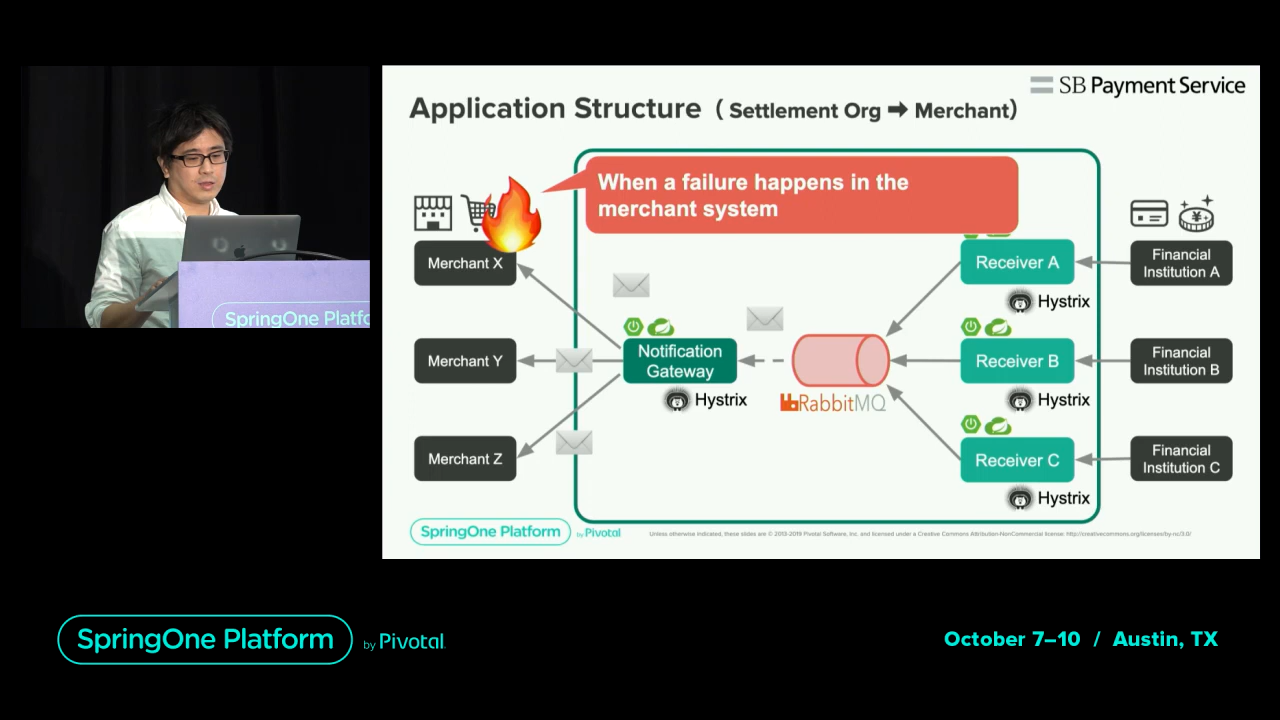 SB Payment Service
Application Structure ( Settlement Org ➡ Merchant)
When a failure happens in the
merchant system
Merchant X
Receiver A
Financial
Institution A
Hystrix
Merchant Y
Notification
Gateway
Hystrix
RabbitMQ
Receiver B
Hystrix
Financial
Institution B
Merchant Z
Receiver C
Hystrix
Financial
Institution C
SpringOne Platform by Pivotal
Unless otherwise indicated, these slides are © 2013-2019 Pivotal Software, Inc. and licensed under a Creative Commons Attribution-NonCommercial license: http://creativecommons.org/licenses/by-nc/3.0/
SpringOne Platfo
SpringOne Platform by Pivotal
October 7–10 / Austin, TX